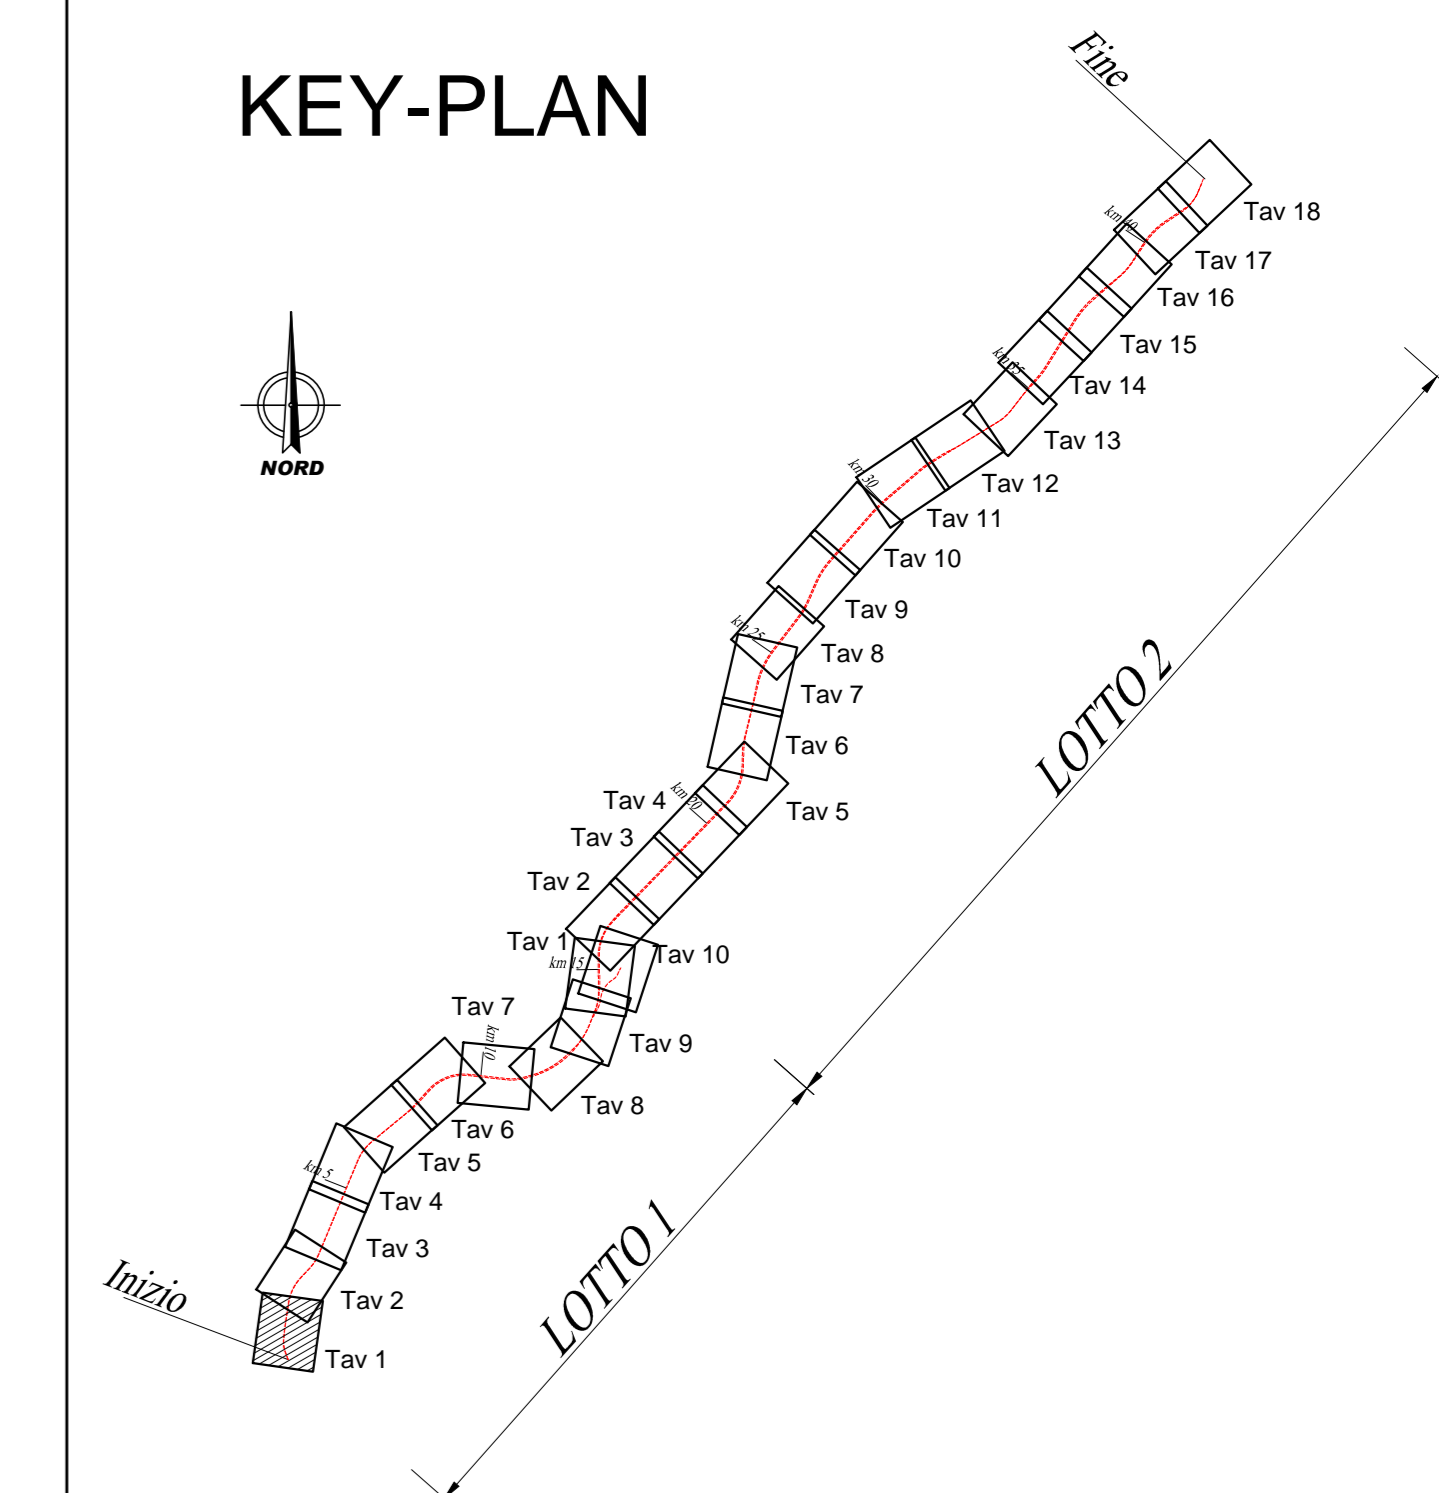 KEY-PLAN
Fine
Tav 18
km 40
Tav 17
Tav 16
Tav 15
km 35
Tav 14
Tav 13
NORD
km 30
Tav 12
Tav 11
Tav 10
Tav 9
km 25
Tav 8
Tav 7
LOTTO 2
Tav 6
km 20
Tav 4
Tav 5
Tav 3
Tav 2
Tav 1
Tav 10
km 15
Tav 7
km 10
Tav 9
Tav 8
Tav 6
Tav 5
km 5
Tav 4
Tav 3
LOTTO 1
Inizio
Tav 2
Tav 1